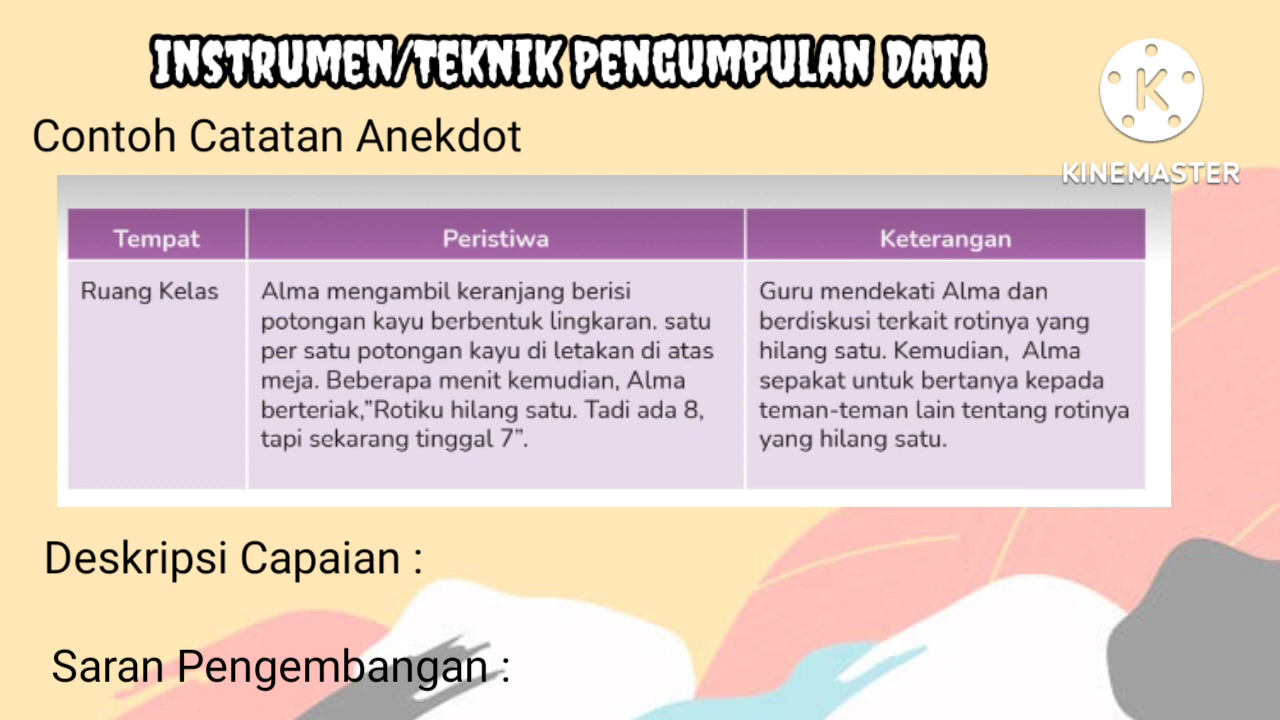 INSTRUMEN/TEKNIK PENGUMPULAN DATA
K
KINEMASTER
Contoh Catatan Anekdot
Tempat
Peristiwa
Keterangan
Ruang Kelas
Alma mengambil keranjang berisi
potongan kayu berbentuk lingkaran. satu
per satu potongan kayu di letakan di atas
meja. Beberapa menit kemudian, Alma
berteriak,”Rotiku hilang satu. Tadi ada 8,
tapi sekarang tinggal 7”.
Guru mendekati Alma dan
berdiskusi terkait rotinya yang
hilang satu. Kemudian,  Alma
sepakat untuk bertanya kepada
teman-teman lain tentang rotinya
yang hilang satu.
Deskripsi Capaian :
Saran Pengembangan :